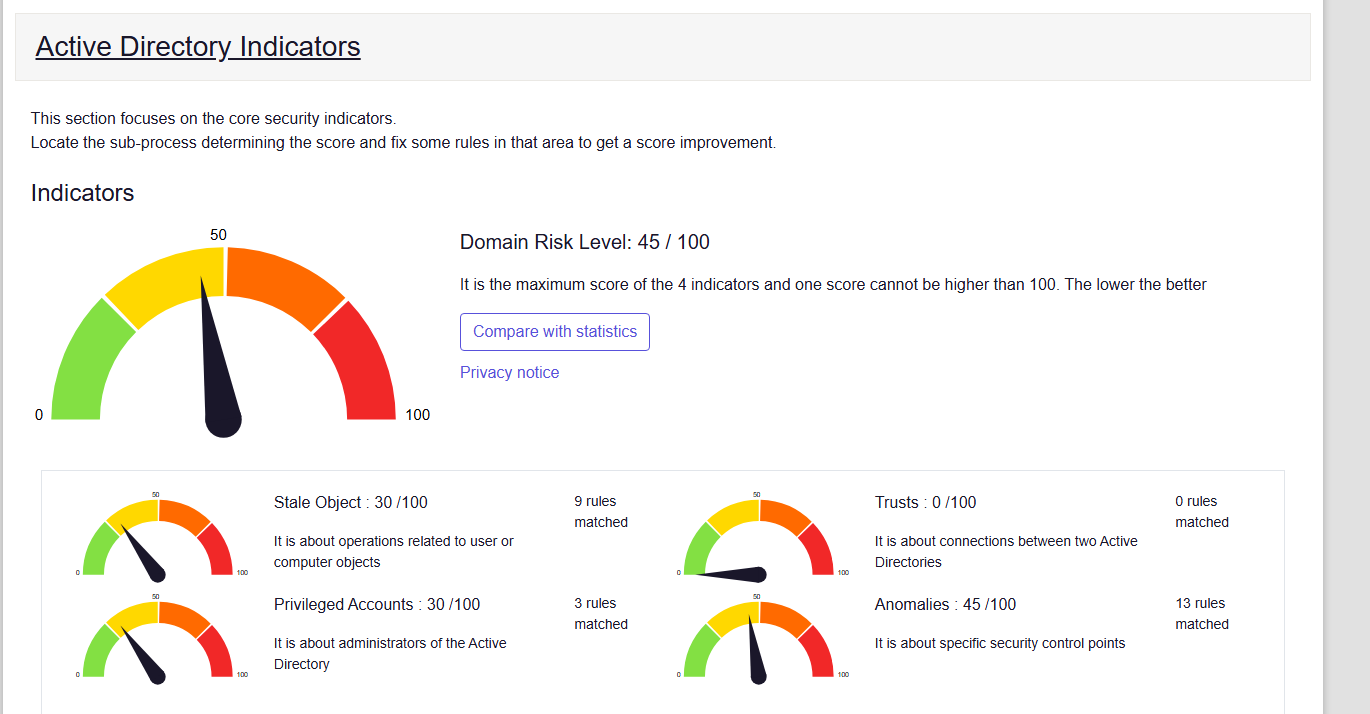 Active Directory Indicators
This section focuses on the core security indicators.
Locate the sub-process determining the score and fix some rules in that area to get a score improvement.
Indicators
50
0
100
Domain Risk Level: 45 / 100
It is the maximum score of the 4 indicators and one score cannot be higher than 100. The lower the better
Compare with statistics
Privacy notice
50
0
100
Stale Object : 30 /100
It is about operations related to user or
computer objects
9 rules
matched
50
0
100
Trusts : 0 /100
It is about connections between two Active
Directories
0 rules
matched
50
0
100
Privileged Accounts : 30 /100
It is about administrators of the Active
Directory
3 rules
matched
50
0
100
Anomalies : 45 /100
It is about specific security control points
13 rules
matched